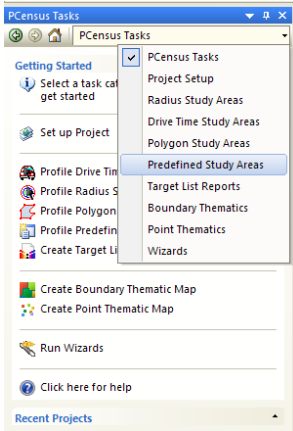 PCensus Tasks
PCensus Tasks
Getting Started
Select a task cat
get started
Set up Project
Profile Drive Tim
Profile Radius S
Profile Polygon
Profile Predefin
Create Target Li
Create Boundary Thematic Map
Create Point Thematic Map
Run Wizards
Click here for help
Recent Projects
PCensus Tasks
Project Setup
Radius Study Areas
Drive Time Study Areas
Polygon Study Areas
Predefined Study Areas
Target List Reports
Boundary Thematics
Point Thematics
Wizards